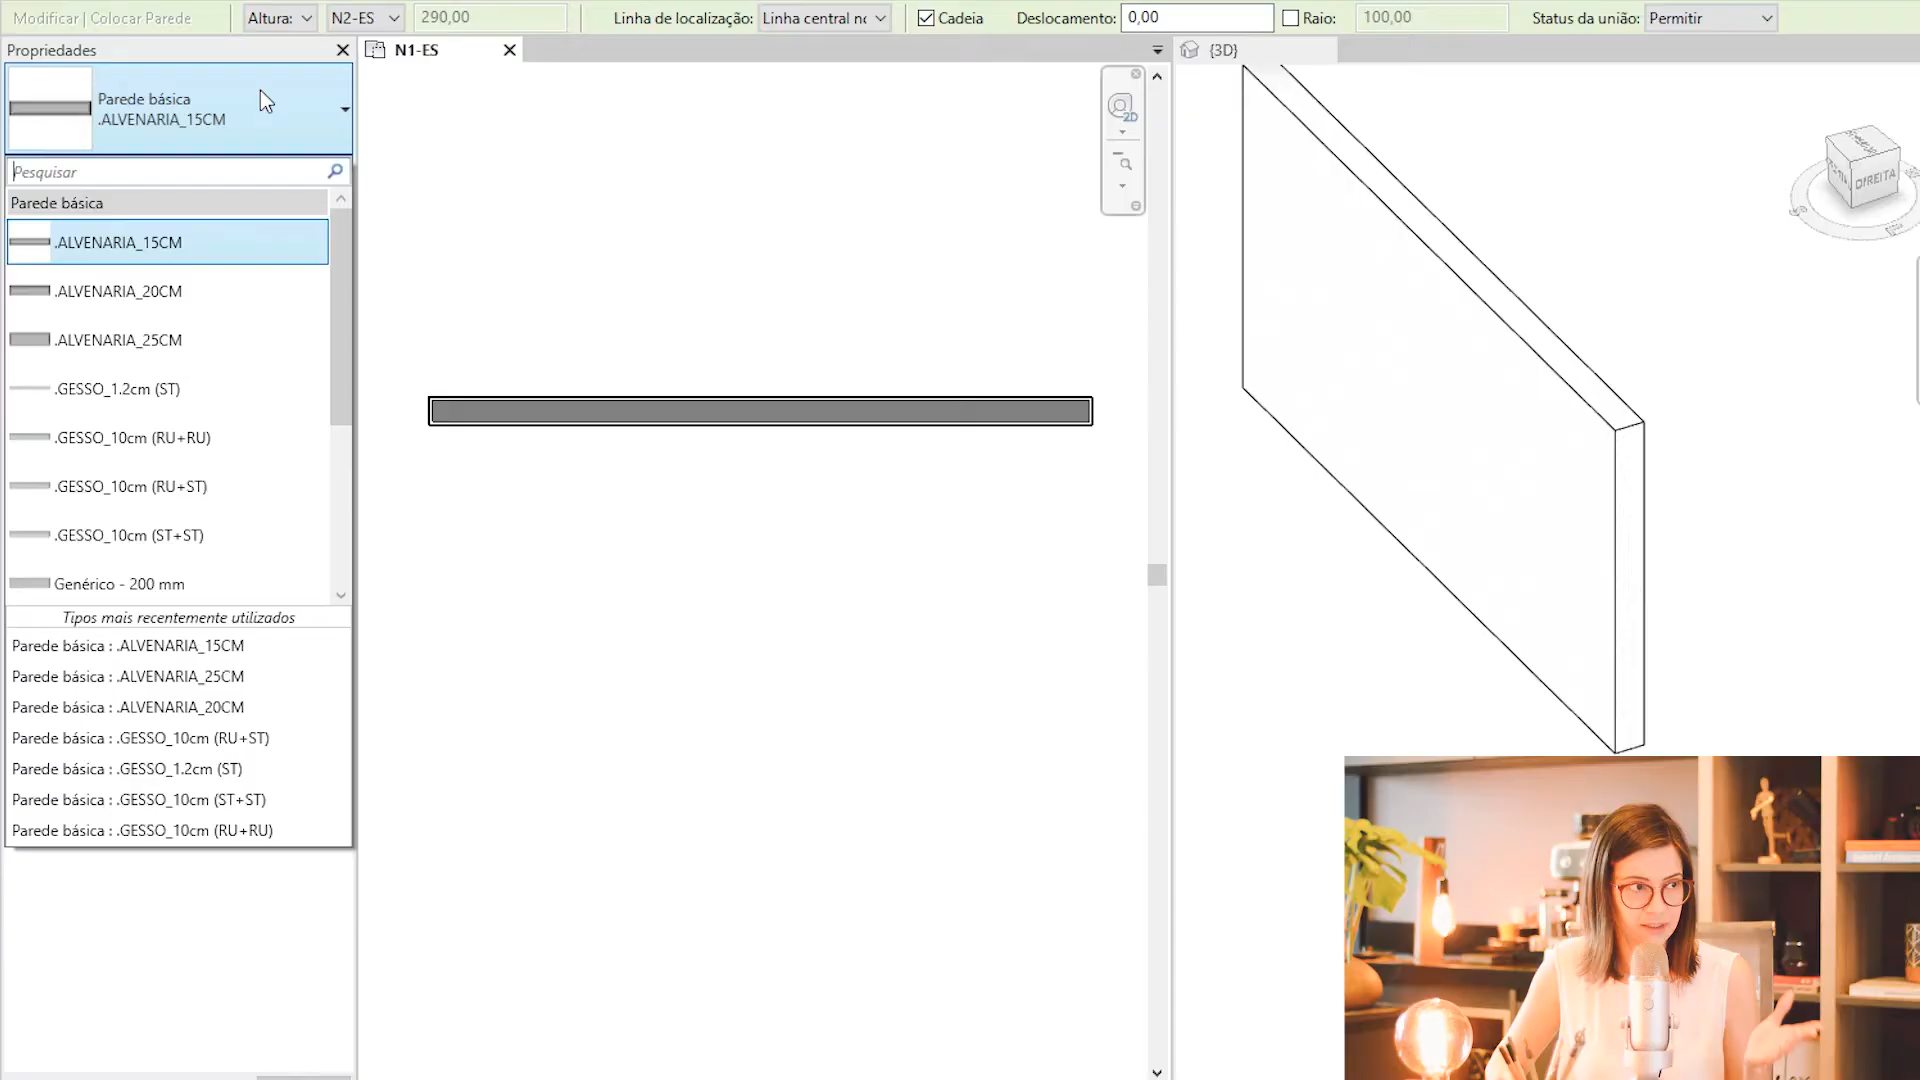 Modificar | Colocar Parede
Altura:
N2-ES
290,00
Linha de localização:
Linha central n
Cadeia
Deslocamento:
0,00
Raio:
100,00
Status da união:
Permitir
Propriedades
N1-ES
{3D}
Parede básica
.ALVENARIA_15CM
Pesquisar
Parede básica
.ALVENARIA_15CM
.ALVENARIA_20CM
.ALVENARIA_25CM
.GESSO_1.2cm (ST)
.GESSO_10cm (RU+RU)
.GESSO_10cm (RU+ST)
.GESSO_10cm (ST+ST)
Genérico - 200 mm
Tipos mais recentemente utilizados
Parede básica : .ALVENARIA_15CM
Parede básica : .ALVENARIA_25CM
Parede básica : .ALVENARIA_20CM
Parede básica : .GESSO_10cm (RU+ST)
Parede básica : .GESSO_1.2cm (ST)
Parede básica : .GESSO_10cm (ST+ST)
Parede básica : .GESSO_10cm (RU+RU)
2D
DIREITA